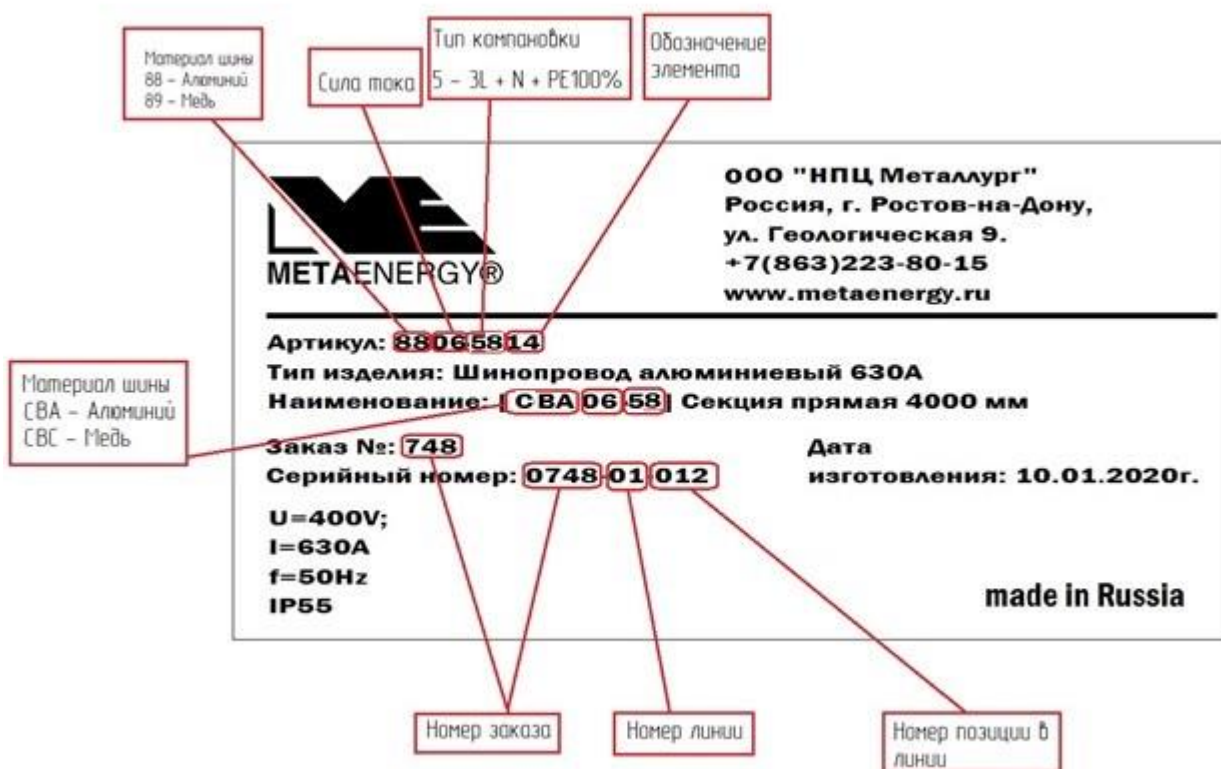 Материал шины
88 – Алюминий
89 – Медь
Сила тока
Тип компановки
5 – 3L + N + PE100%
Обозначение
элемента
METAENERGY®
ООО "НПЦ Металлург"
Россия, г. Ростов-на-Дону,
ул. Геологическая 9.
+7(863)223-80-15
www.metaenergy.ru
Артикул: 88065814
Тип изделия: Шинопровод алюминиевый 630А
Наименование: | СВА 06 58 | Секция прямая 4000 мм
Материал шины
СВА – Алюминий
СВС – Медь
Заказ №: 748
Серийный номер: 0748-01-012
Дата
изготовления: 10.01.2020г.
U=400V;
I=630A
f=50Hz
IP55
made in Russia
Номер заказа
Номер линии
Номер позиции в
линии